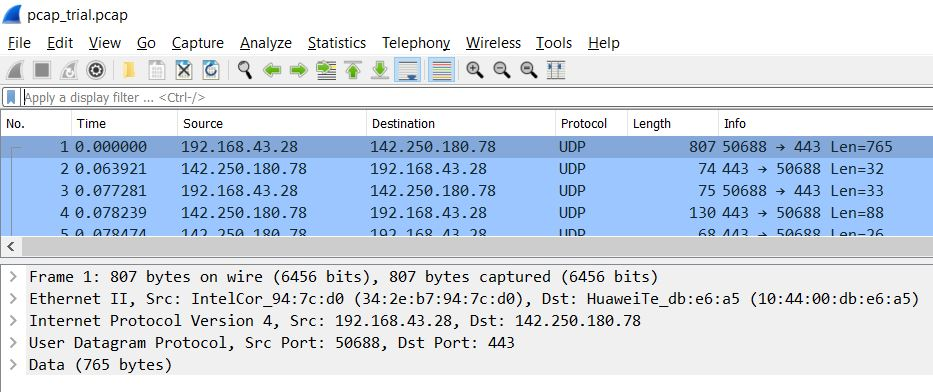 pcap_trial.pcap
File Edit View Go Capture Analyze Statistics Telephony Wireless Tools Help
Apply a display filter ... <Ctrl-/>
No. Time Source Destination Protocol Length Info
1 0.000000 192.168.43.28 142.250.180.78 UDP 807 50688 → 443 Len=765
2 0.063921 142.250.180.78 192.168.43.28 UDP 74 443 → 50688 Len=32
3 0.077281 192.168.43.28 142.250.180.78 UDP 75 50688 → 443 Len=33
4 0.078239 142.250.180.78 192.168.43.28 UDP 130 443 → 50688 Len=88
5 0.078474 142.250.180.78 192.168.43.28 UDP 68 443 → 50688 Len=26
Frame 1: 807 bytes on wire (6456 bits), 807 bytes captured (6456 bits)
Ethernet II, Src: IntelCor_94:7c:d0 (34:2e:b7:94:7c:d0), Dst: HuaweiTe_db:e6:a5 (10:44:00:db:e6:a5)
Internet Protocol Version 4, Src: 192.168.43.28, Dst: 142.250.180.78
User Datagram Protocol, Src Port: 50688, Dst Port: 443
Data (765 bytes)